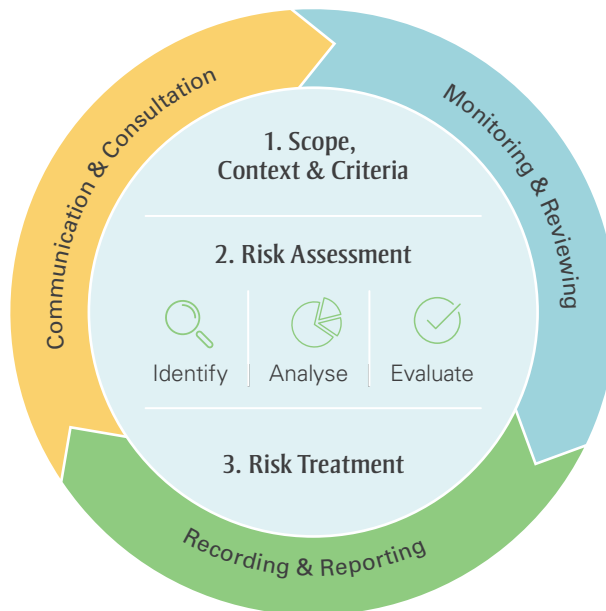 Communication & Consultation
Monitoring & Reviewing
1. Scope,
Context & Criteria
2. Risk Assessment
Identify
Analyse
Evaluate
3. Risk Treatment
Recording & Reporting